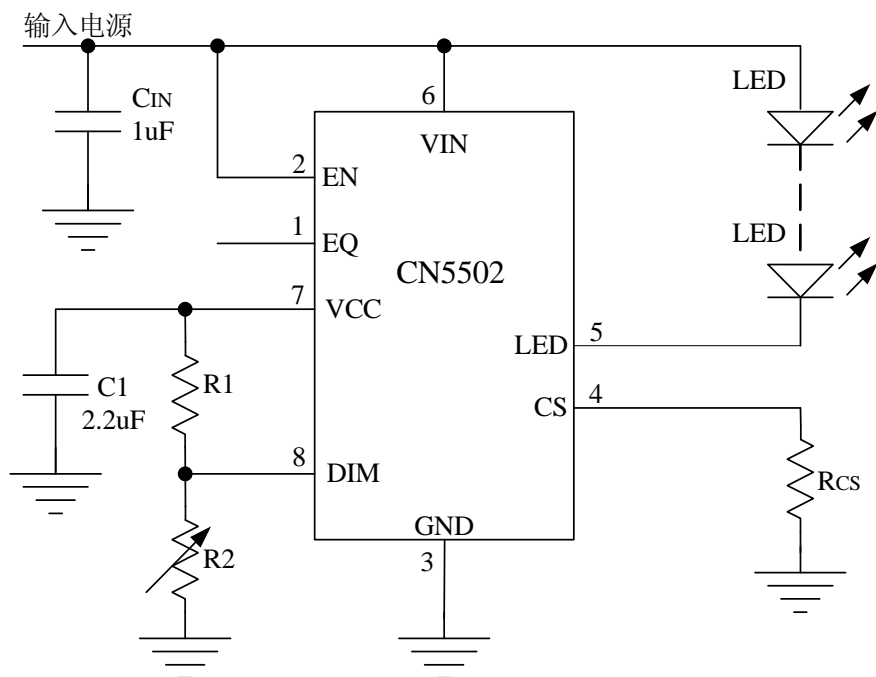 输入电源
CIN
1uF
6
VIN
LED
2
EN
1
EQ
CN5502
LED
7
VCC
LED
5
C1
2.2uF
R1
CS
4
8
DIM
RCS
GND
R2
3